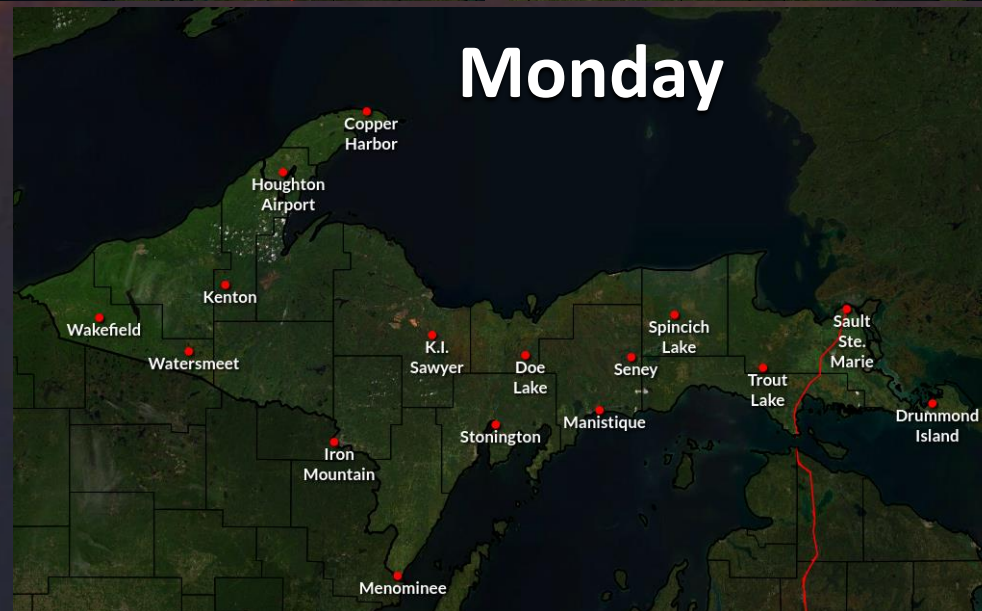 Monday
Copper
Harbor
Houghton
Airport
Kenton
Wakefield
Watersmeet
K.I.
Sawyer
Doe
Lake
Seney
Spincich
Lake
Sault
Ste.
Marie
Trout
Lake
Drummond
Island
Manistique
Stonington
Iron
Mountain
Menominee